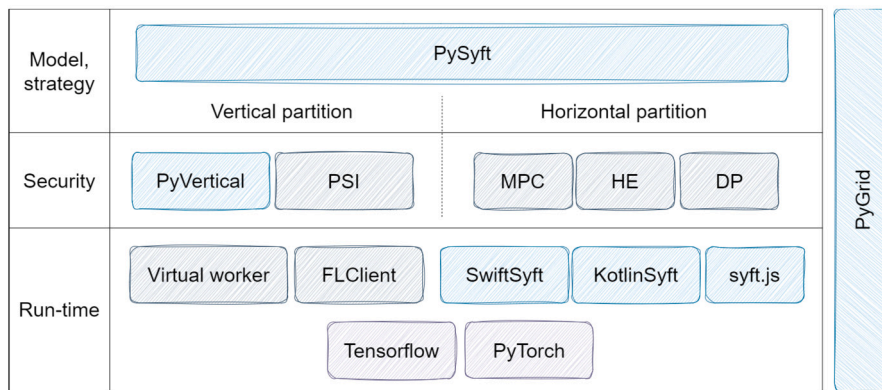 Model,
strategy
PySyft
Vertical partition
Horizontal partition
Security
PyVertical
PSI
MPC
HE
DP
Run-time
Virtual worker
FLClient
SwiftSyft
KotlinSyft
syft.js
Tensorflow
PyTorch
PyGrid